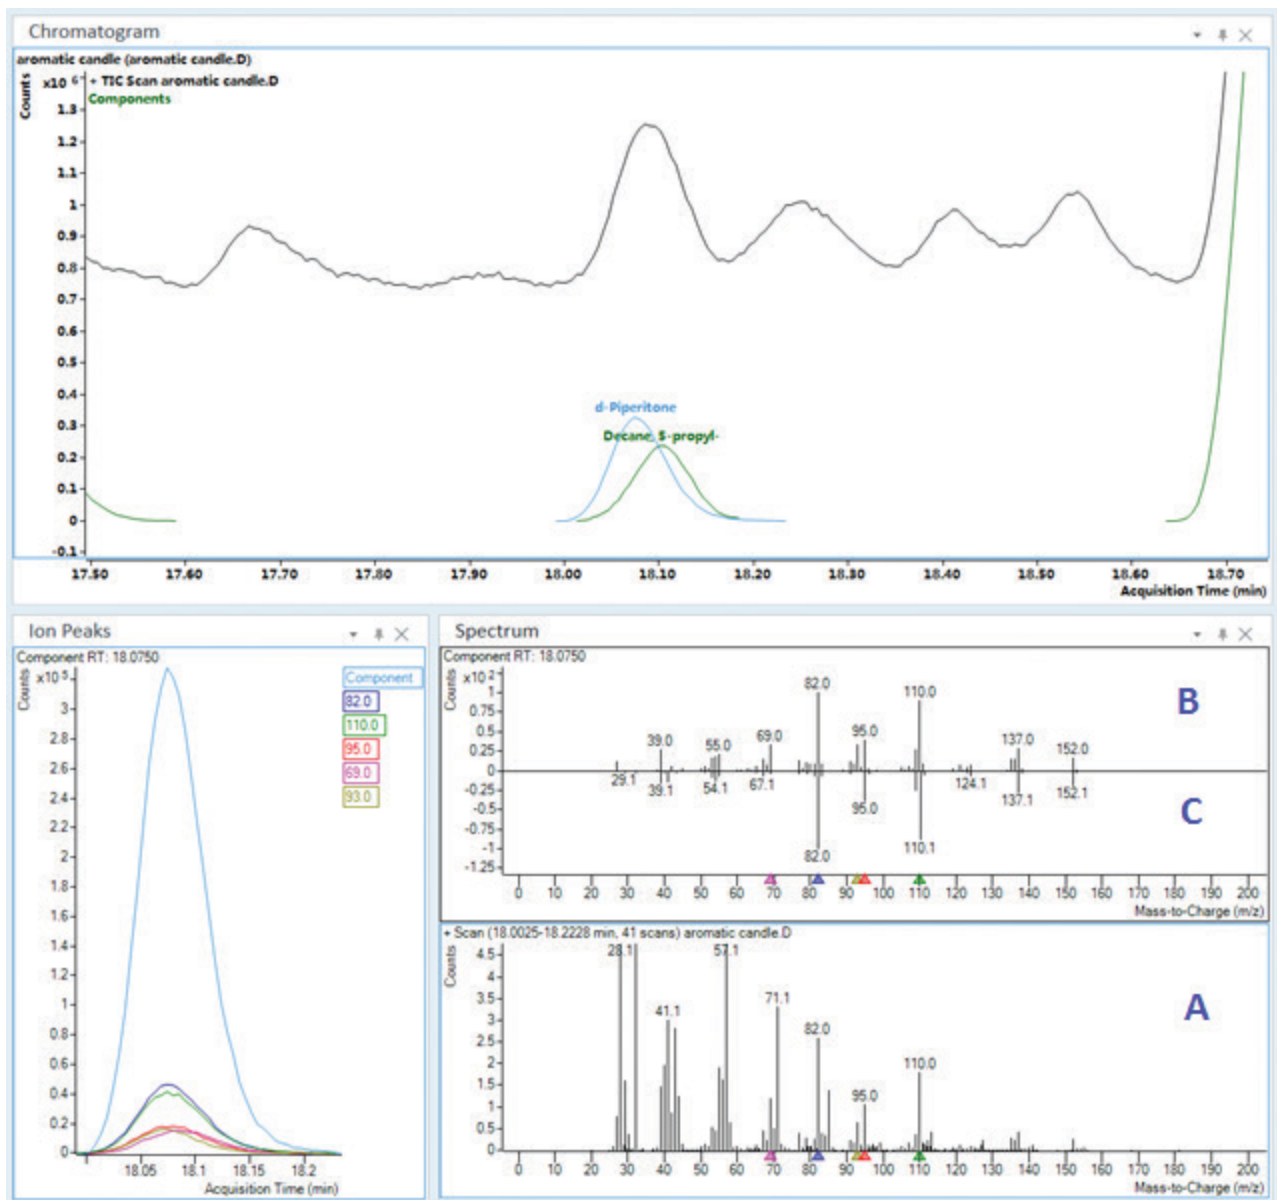 Chromatogram
aromatic candle (aromatic candle.D)
Counts
x10 6
+ TIC Scan aromatic candle.D
Components
1.3
1.2
1.1
1
0.9
0.8
0.7
0.6
0.5
0.4
0.3
0.2
0.1
0
-0.1
d-Piperitone
Decane, 5-propyl-
17.50 17.60 17.70 17.80 17.90 18.00 18.10 18.20 18.30 18.40 18.50 18.60 18.70
Acquisition Time (min)
Ion Peaks
Component RT: 18.0750
Counts
x10 5
3
2.8
2.6
2.4
2.2
2
1.8
1.6
1.4
1.2
1
0.8
0.6
0.4
0.2
0
Component
82.0
110.0
95.0
69.0
93.0
18.05 18.1 18.15 18.2
Acquisition Time (min)
Spectrum
Component RT: 18.0750
Counts
x10 2
1
0.75
0.5
0.25
0
-0.25
-0.5
-0.75
-1
-1.25
82.0 110.0
B
39.0 55.0 69.0 95.0 137.0 152.0
29.1 39.1 54.1 67.1 95.0 124.1 137.1 152.1
C
82.0 110.1
0 10 20 30 40 50 60 70 80 90 100 110 120 130 140 150 160 170 180 190 200
Mass-to-Charge (m/z)
+ Scan (18.0025-18.2228 min, 41 scans) aromatic candle.D
Counts
4.5
4
3.5
3
2.5
2
1.5
1
0.5
0
28.1 57.1
71.1
41.1
82.0
95.0
110.0
A
0 10 20 30 40 50 60 70 80 90 100 110 120 130 140 150 160 170 180 190 200
Mass-to-Charge (m/z)